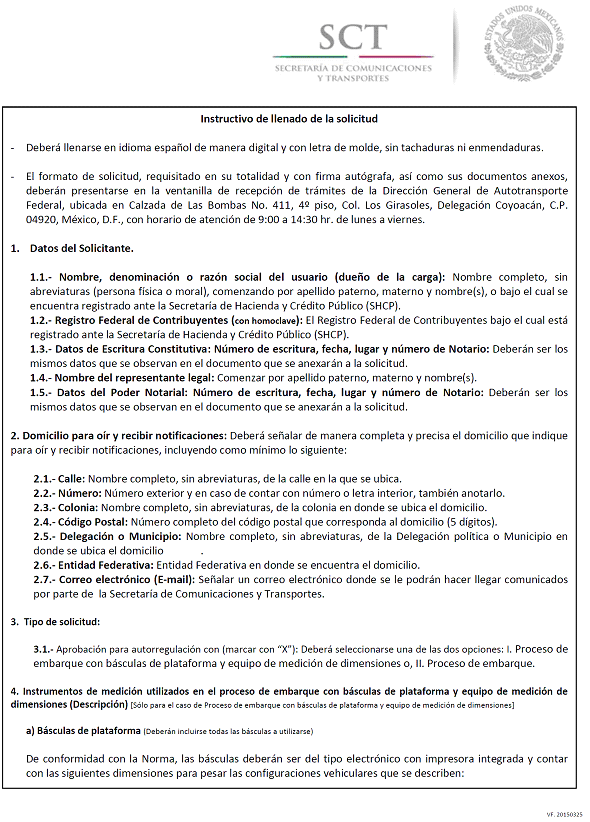 SCT
SECRETARÍA DE COMUNICACIONES
Y TRANSPORTES
ESTADOS UNIDOS MEXICANOS
Instructivo de llenado de la solicitud
- Deberá llenarse en idioma español de manera digital y con letra de molde, sin tachaduras ni enmendaduras.
- El formato de solicitud, requisitado en su totalidad y con firma autógrafa, así como sus documentos anexos,
deberán presentarse en la ventanilla de recepción de trámites de la Dirección General de Autotransporte
Federal, ubicada en Calzada de Las Bombas No. 411, 4º piso, Col. Los Girasoles, Delegación Coyoacán, C.P.
04920, México, D.F., con horario de atención de 9:00 a 14:30 hr. de lunes a viernes.
1. Datos del Solicitante.
1.1.- Nombre, denominación o razón social del usuario (dueño de la carga): Nombre completo, sin
abreviaturas (persona física o moral), comenzando por apellido paterno, materno y nombre(s), o bajo el cual se
encuentra registrado ante la Secretaría de Hacienda y Crédito Público (SHCP).
1.2.- Registro Federal de Contribuyentes (con homoclave): El Registro Federal de Contribuyentes bajo el cual está
registrado ante la Secretaría de Hacienda y Crédito Público (SHCP).
1.3.- Datos de Escritura Constitutiva: Número de escritura, fecha, lugar y número de Notario: Deberán ser los
mismos datos que se observan en el documento que se anexarán a la solicitud.
1.4.- Nombre del representante legal: Comenzar por apellido paterno, materno y nombre(s).
1.5.- Datos del Poder Notarial: Número de escritura, fecha, lugar y número de Notario: Deberán ser los
mismos datos que se observan en el documento que se anexarán a la solicitud.
2. Domicilio para oír y recibir notificaciones: Deberá señalar de manera completa y precisa el domicilio que indique
para oír y recibir notificaciones, incluyendo como mínimo lo siguiente:
2.1.- Calle: Nombre completo, sin abreviaturas, de la calle en la que se ubica.
2.2.- Número: Número exterior y en caso de contar con número o letra interior, también anotarlo.
2.3.- Colonia: Nombre completo, sin abreviaturas, de la colonia en donde se ubica el domicilio.
2.4.- Código Postal: Número completo del código postal que corresponda al domicilio (5 dígitos).
2.5.- Delegación o Municipio: Nombre completo, sin abreviaturas, de la Delegación política o Municipio en
donde se ubica el domicilio .
2.6.- Entidad Federativa: Entidad Federativa en donde se encuentra el domicilio.
2.7.- Correo electrónico (E-mail): Señalar un correo electrónico donde se le podrán hacer llegar comunicados
por parte de la Secretaría de Comunicaciones y Transportes.
3. Tipo de solicitud:
3.1.- Aprobación para autorregulación con (marcar con "X"): Deberá seleccionarse una de las dos opciones: I. Proceso de
embarque con básculas de plataforma y equipo de medición de dimensiones o, II. Proceso de embarque.
4. Instrumentos de medición utilizados en el proceso de embarque con básculas de plataforma y equipo de medición de
dimensiones (Descripción) [Sólo para el caso de Proceso de embarque con básculas de plataforma y equipo de medición de dimensiones]
a) Básculas de plataforma (Deberán incluirse todas las básculas a utilizarse)
De conformidad con la Norma, las básculas deberán ser del tipo electrónico con impresora integrada y contar
con las siguientes dimensiones para pesar las configuraciones vehiculares que se describen:
VF. 20150325